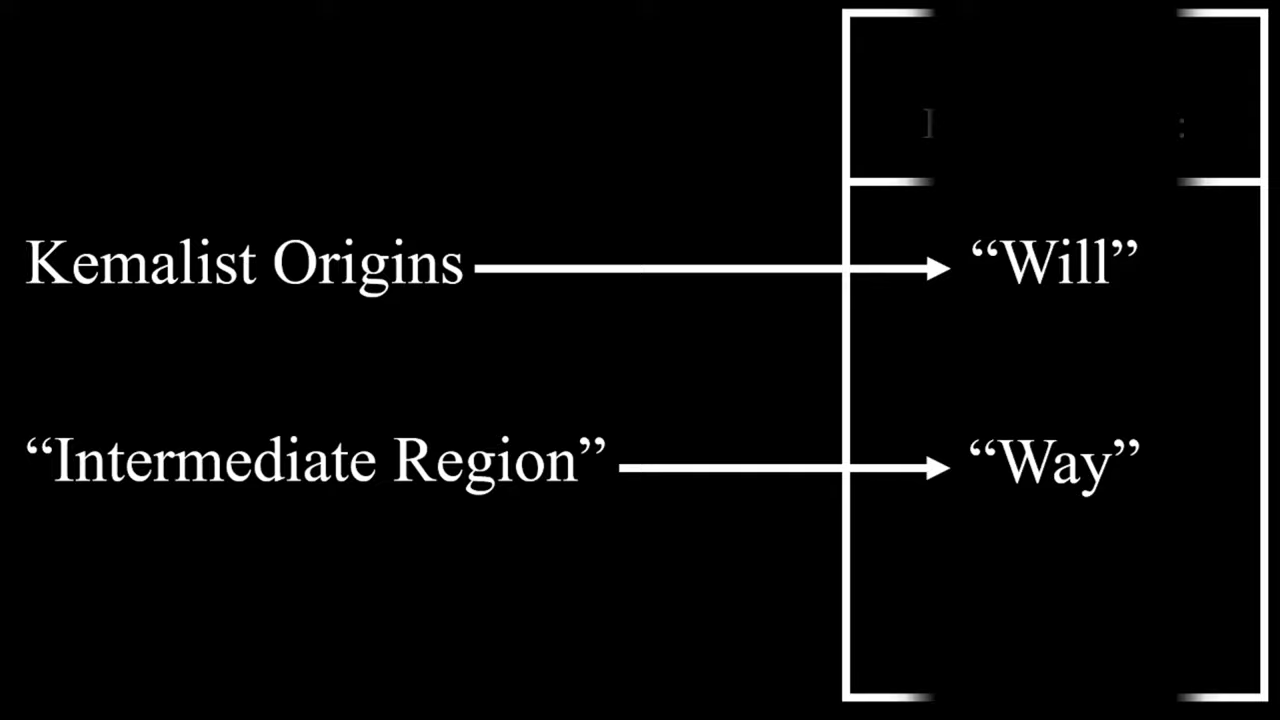 Kemalist Origins
“Will”
“Intermediate Region”
“Way”